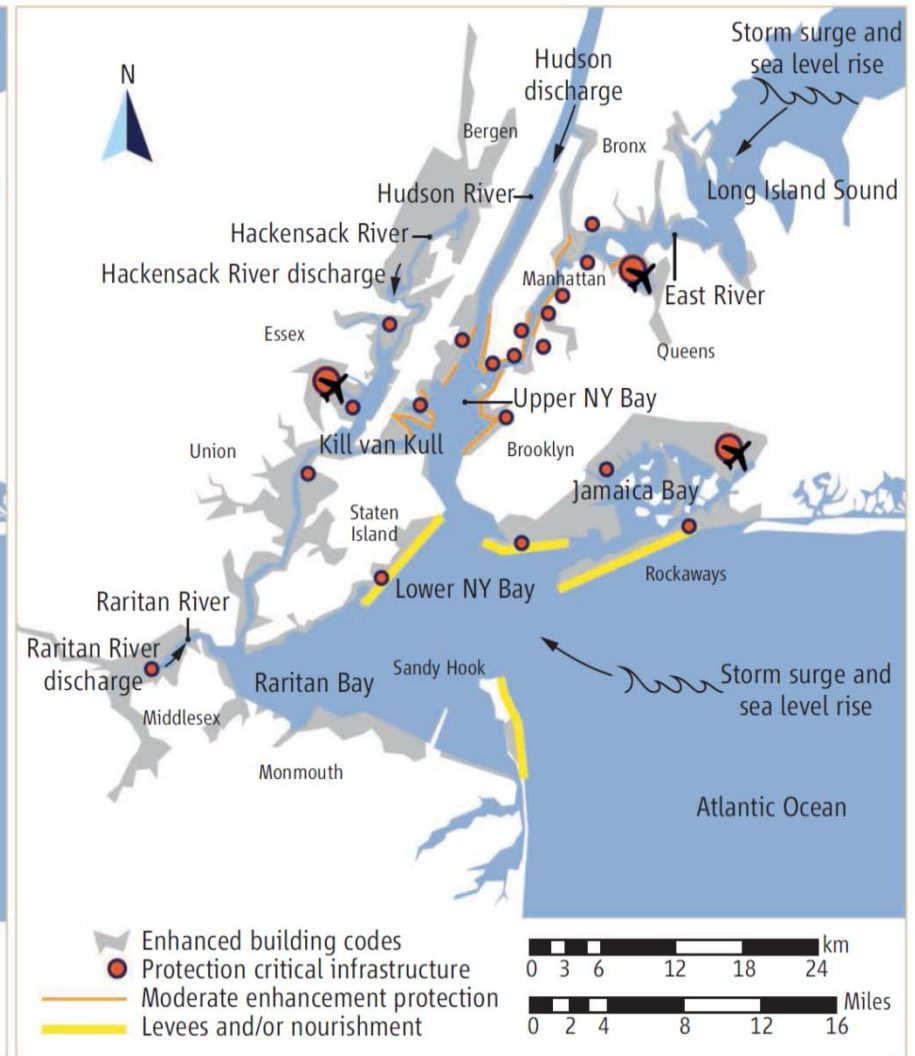 Storm surge and
sea level rise
Hudson
discharge
N
Bergen
Bronx
Hudson River
Long Island Sound
Hackensack River
Hackensack River discharge
Manhattan
East River
Essex
Queens
Upper NY Bay
Kill van Kull
Brooklyn
Union
Jamaica Bay
Staten
Island
Rockaways
Lower NY Bay
Raritan River
Raritan River
discharge
Sandy Hook
Raritan Bay
Storm surge and
sea level rise
Middlesex
Monmouth
Atlantic Ocean
Enhanced building codes
Protection critical infrastructure
Moderate enhancement protection
Levees and/or nourishment
km
0 3 6 12 18 24
Miles
0 2 4 8 12 16